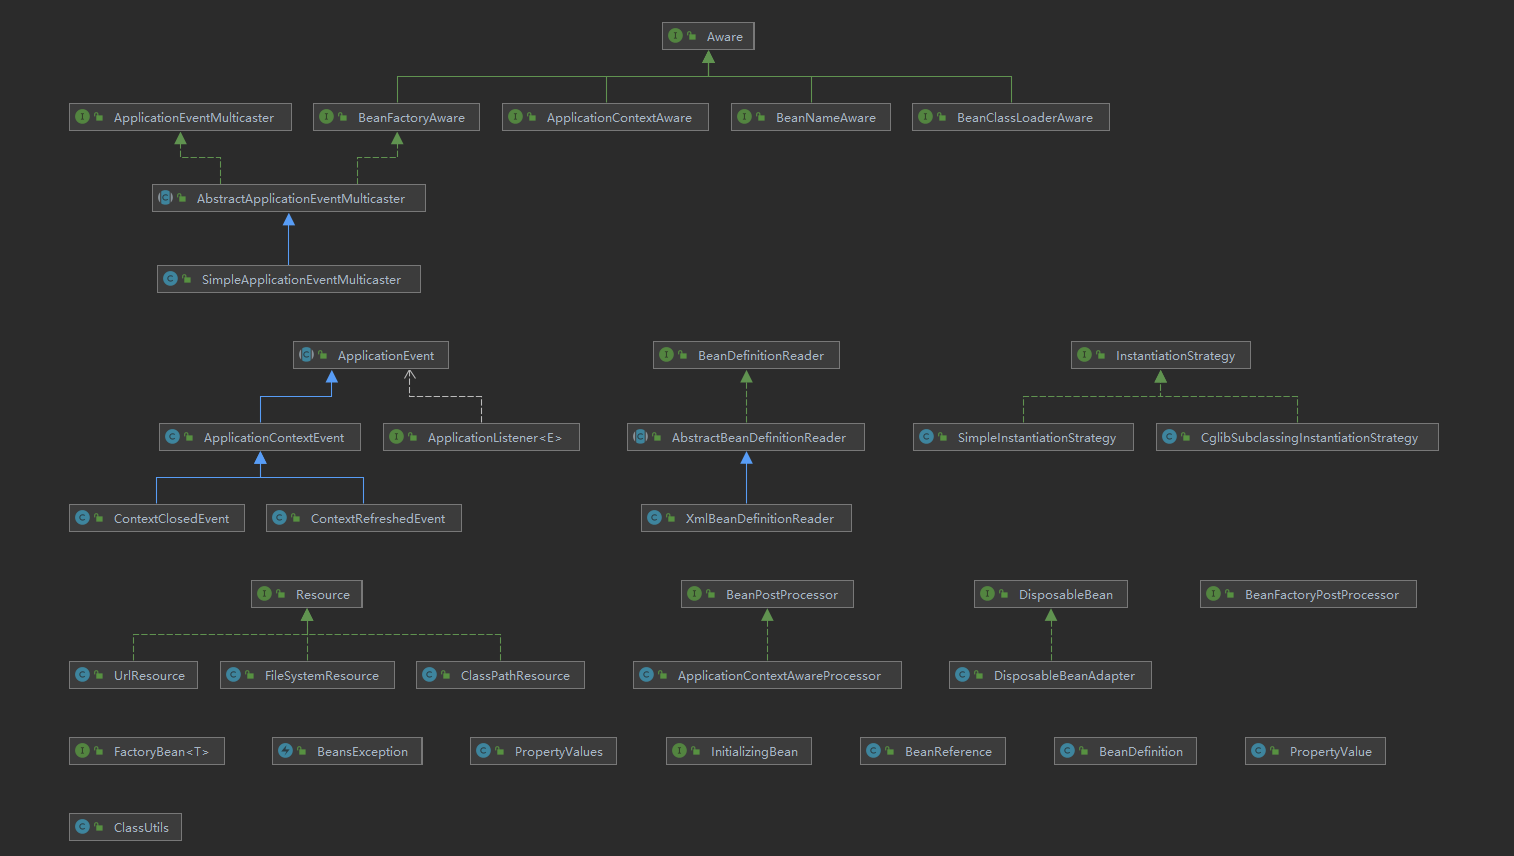 Aware
ApplicationEventMulticaster
BeanFactoryAware
ApplicationContextAware
BeanNameAware
BeanClassLoaderAware
AbstractApplicationEventMulticaster
SimpleApplicationEventMulticaster
ApplicationEvent
BeanDefinitionReader
InstantiationStrategy
ApplicationContextEvent
ApplicationListener<E>
AbstractBeanDefinitionReader
SimpleInstantiationStrategy
CglibSubclassingInstantiationStrategy
ContextClosedEvent
ContextRefreshedEvent
XmlBeanDefinitionReader
Resource
BeanPostProcessor
DisposableBean
BeanFactoryPostProcessor
UrlResource
FileSystemResource
ClassPathResource
ApplicationContextAwareProcessor
DisposableBeanAdapter
FactoryBean<T>
BeansException
PropertyValues
InitializingBean
BeanReference
BeanDefinition
PropertyValue
ClassUtils